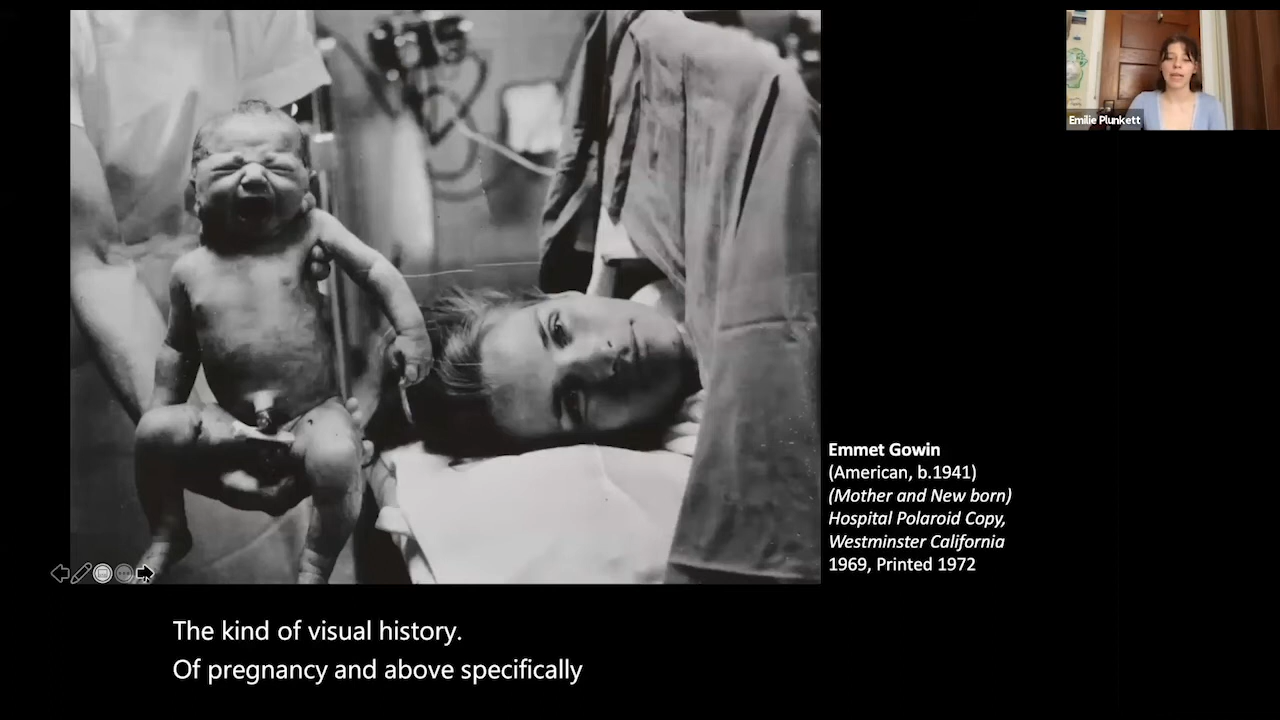 Emilie Plunkett
Emmet Gowin
(American, b.1941)
(Mother and New born)
Hospital Polaroid Copy,
Westminster California
1969, Printed 1972
The kind of visual history.
Of pregnancy and above specifically